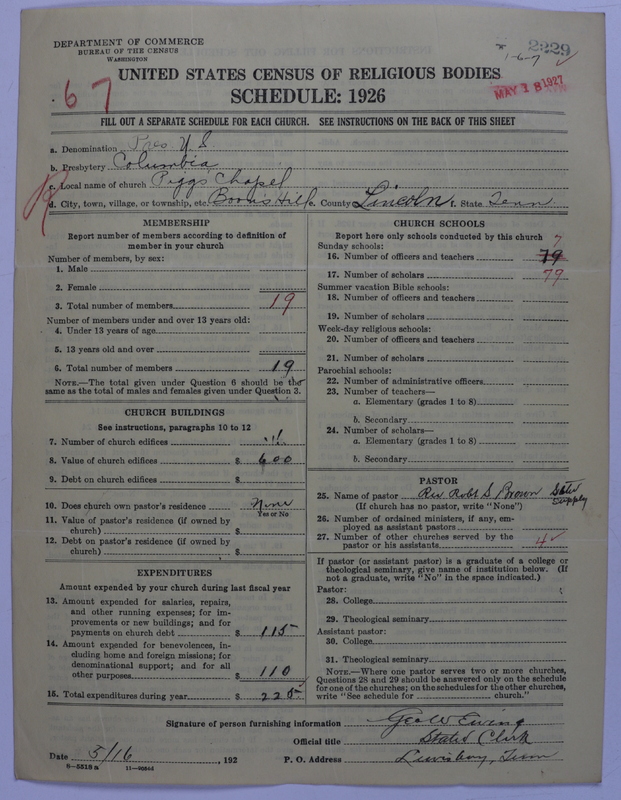 DEPARTMENT OF COMMERCE
BUREAU OF THE CENSUS
WASHINGTON
2229
1-6-7
UNITED STATES CENSUS OF RELIGIOUS BODIES
SCHEDULE: 1926
67
MAY 18 1927
FILL OUT A SEPARATE SCHEDULE FOR EACH CHURCH. SEE INSTRUCTIONS ON THE BACK OF THIS SHEET
a. Denomination Pres U S
b. Presbytery Columbia
c. Local name of church Piggs Chapel
d. City, town, village, or township, etc. Boons Hill e. County Lincoln f. State Tenn
R
MEMBERSHIP
Report number of members according to definition of
member in your church
Number of members, by sex:
1. Male
2. Female
3. Total number of members 19
Number of members under and over 13 years old:
4. Under 13 years of age
5. 13 years old and over
6. Total number of members 19
NOTE.—The total given under Question 6 should be the
same as the total of males and females given under Question 3.
CHURCH BUILDINGS
See instructions, paragraphs 10 to 12
7. Number of church edifices 1
8. Value of church edifices $ 600
9. Debt on church edifices $
10. Does church own pastor's residence None
Yes or No
11. Value of pastor's residence (if owned by
church) $
12. Debt on pastor's residence (if owned by
church) $
EXPENDITURES
Amount expended by your church during last fiscal year
13. Amount expended for salaries, repairs,
and other running expenses; for im-
provements or new buildings; and for
payments on church debt $ 115
14. Amount expended for benevolences, in-
cluding home and foreign missions; for
denominational support; and for all
other purposes $ 110
15. Total expenditures during year $ 225
CHURCH SCHOOLS
Report here only schools conducted by this church
Sunday schools: 7
16. Number of officers and teachers 79
17. Number of scholars 79
Summer vacation Bible schools:
18. Number of officers and teachers
19. Number of scholars
Week-day religious schools:
20. Number of officers and teachers
21. Number of scholars
Parochial schools:
22. Number of administrative officers
23. Number of teachers—
a. Elementary (grades 1 to 8)
b. Secondary
24. Number of scholars—
a. Elementary (grades 1 to 8)
b. Secondary
PASTOR
25. Name of pastor Rev Robt S Brown Stated Supply
(If church has no pastor, write "None")
26. Number of ordained ministers, if any, em-
ployed as assistant pastors
27. Number of other churches served by the
pastor or his assistants 4
If pastor (or assistant pastor) is a graduate of a college or
theological seminary, give name of institution below. (If
not a graduate, write "No" in the space indicated.)
Pastor:
28. College
29. Theological seminary
Assistant pastor:
30. College
31. Theological seminary
NOTE.—Where one pastor serves two or more churches,
Questions 28 and 29 should be answered only on the schedule
for one of the churches; on the schedules for the other churches,
write "See schedule for church."
Signature of person furnishing information Geo W Ewing
Official title Stated Clerk
Date 5/16, 192 P. O. Address Lewisburg, Tenn
8-5518 a